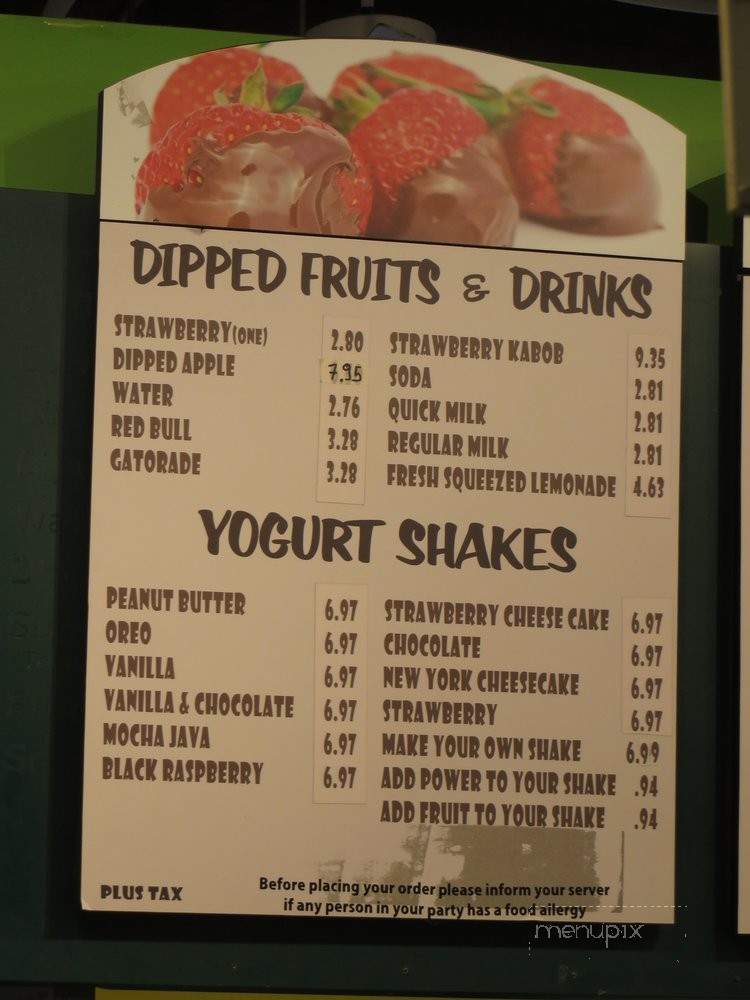 DIPPED FRUITS & DRINKS
STRAWBERRY(ONE) 2.80
DIPPED APPLE 7.95
WATER 2.76
RED BULL 3.28
GATORADE 3.28
STRAWBERRY KABOB 9.35
SODA 2.81
QUICK MILK 2.81
REGULAR MILK 2.81
FRESH SQUEEZED LEMONADE 4.63
YOGURT SHAKES
PEANUT BUTTER 6.97
OREO 6.97
VANILLA 6.97
VANILLA & CHOCOLATE 6.97
MOCHA JAVA 6.97
BLACK RASPBERRY 6.97
STRAWBERRY CHEESE CAKE 6.97
CHOCOLATE 6.97
NEW YORK CHEESECAKE 6.97
STRAWBERRY 6.97
MAKE YOUR OWN SHAKE 6.99
ADD POWER TO YOUR SHAKE .94
ADD FRUIT TO YOUR SHAKE .94
PLUS TAX
Before placing your order please inform your server
if any person in your party has a food allergy
menupix